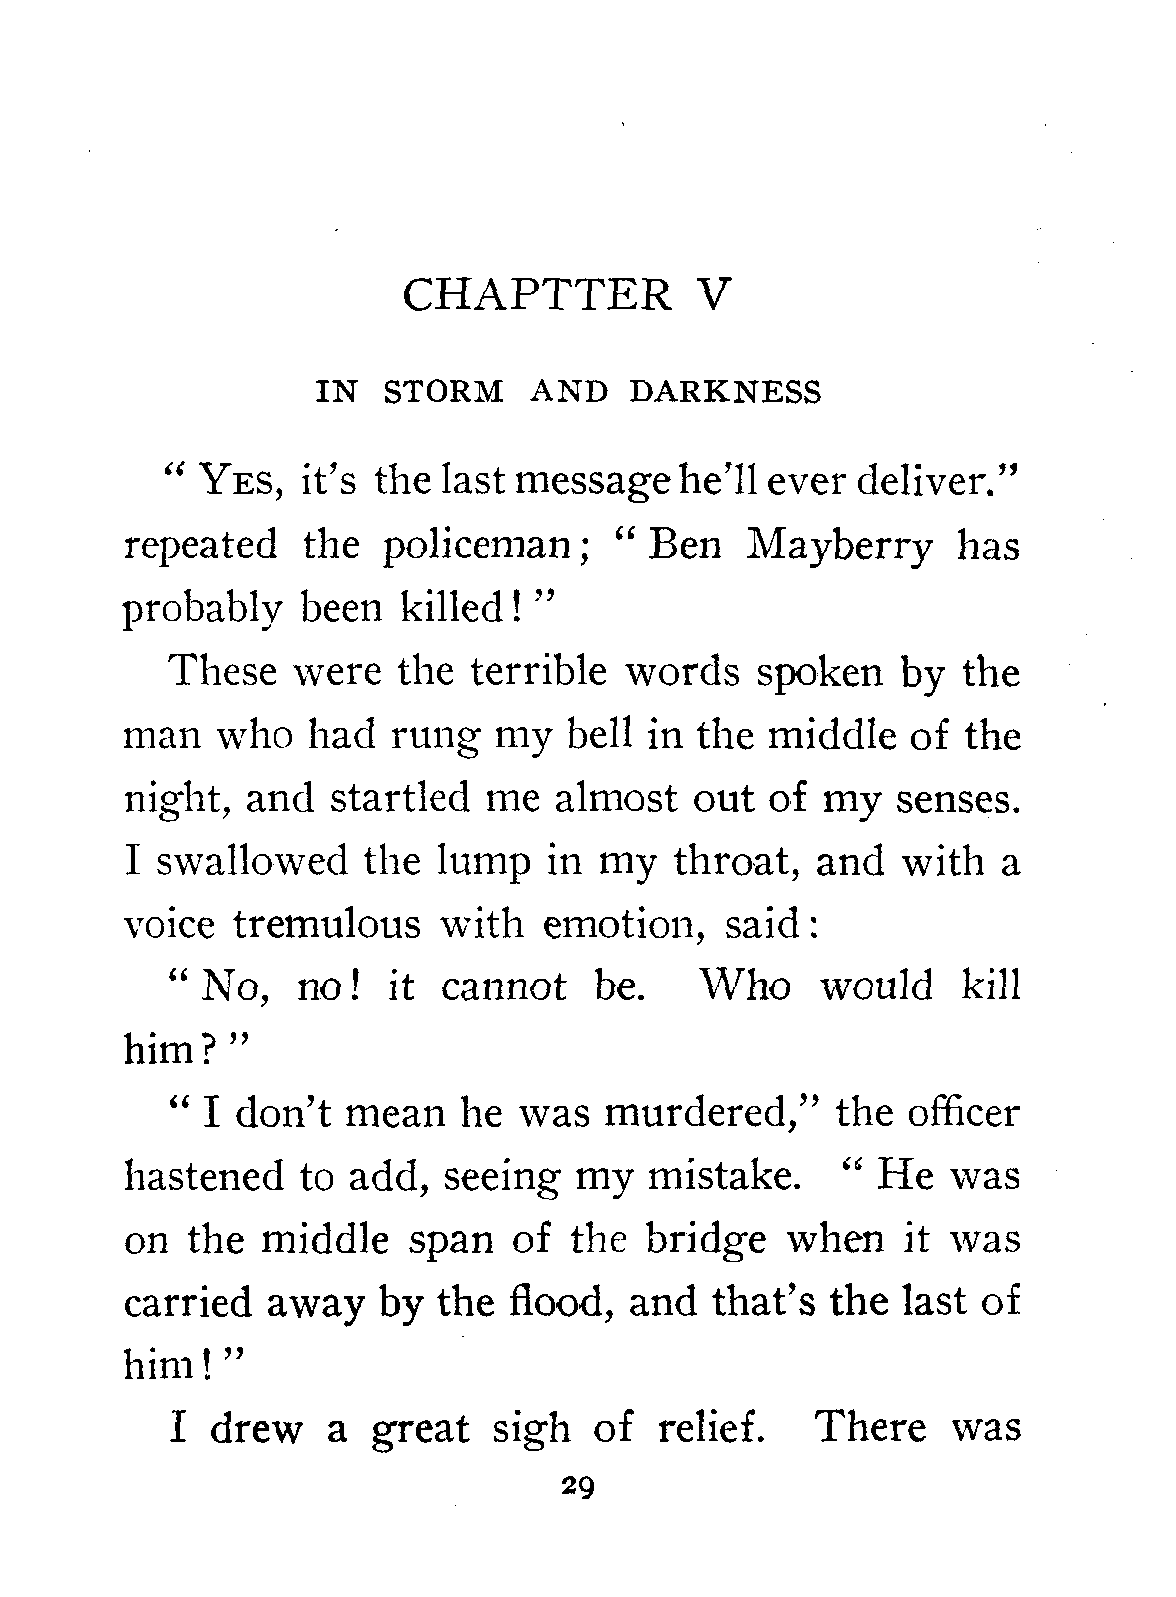 CHAPTTER V
IN STORM AND DARKNESS
“ YES, it’s the last message he’ll ever deliver.”
repeated the policeman; “ Ben Mayberry has
probably been killed! ”
These were the terrible words spoken by the
man who had rung my bell in the middle of the
night, and startled me almost out of my senses.
I swallowed the lump in my throat, and with a
voice tremulous with emotion, said:
“ No, no! it cannot be. Who would kill
him? ”
“ I don’t mean he was murdered,” the officer
hastened to add, seeing my mistake. “ He was
on the middle span of the bridge when it was
carried away by the flood, and that’s the last of
him! ”
I drew a great sigh of relief. There was
29